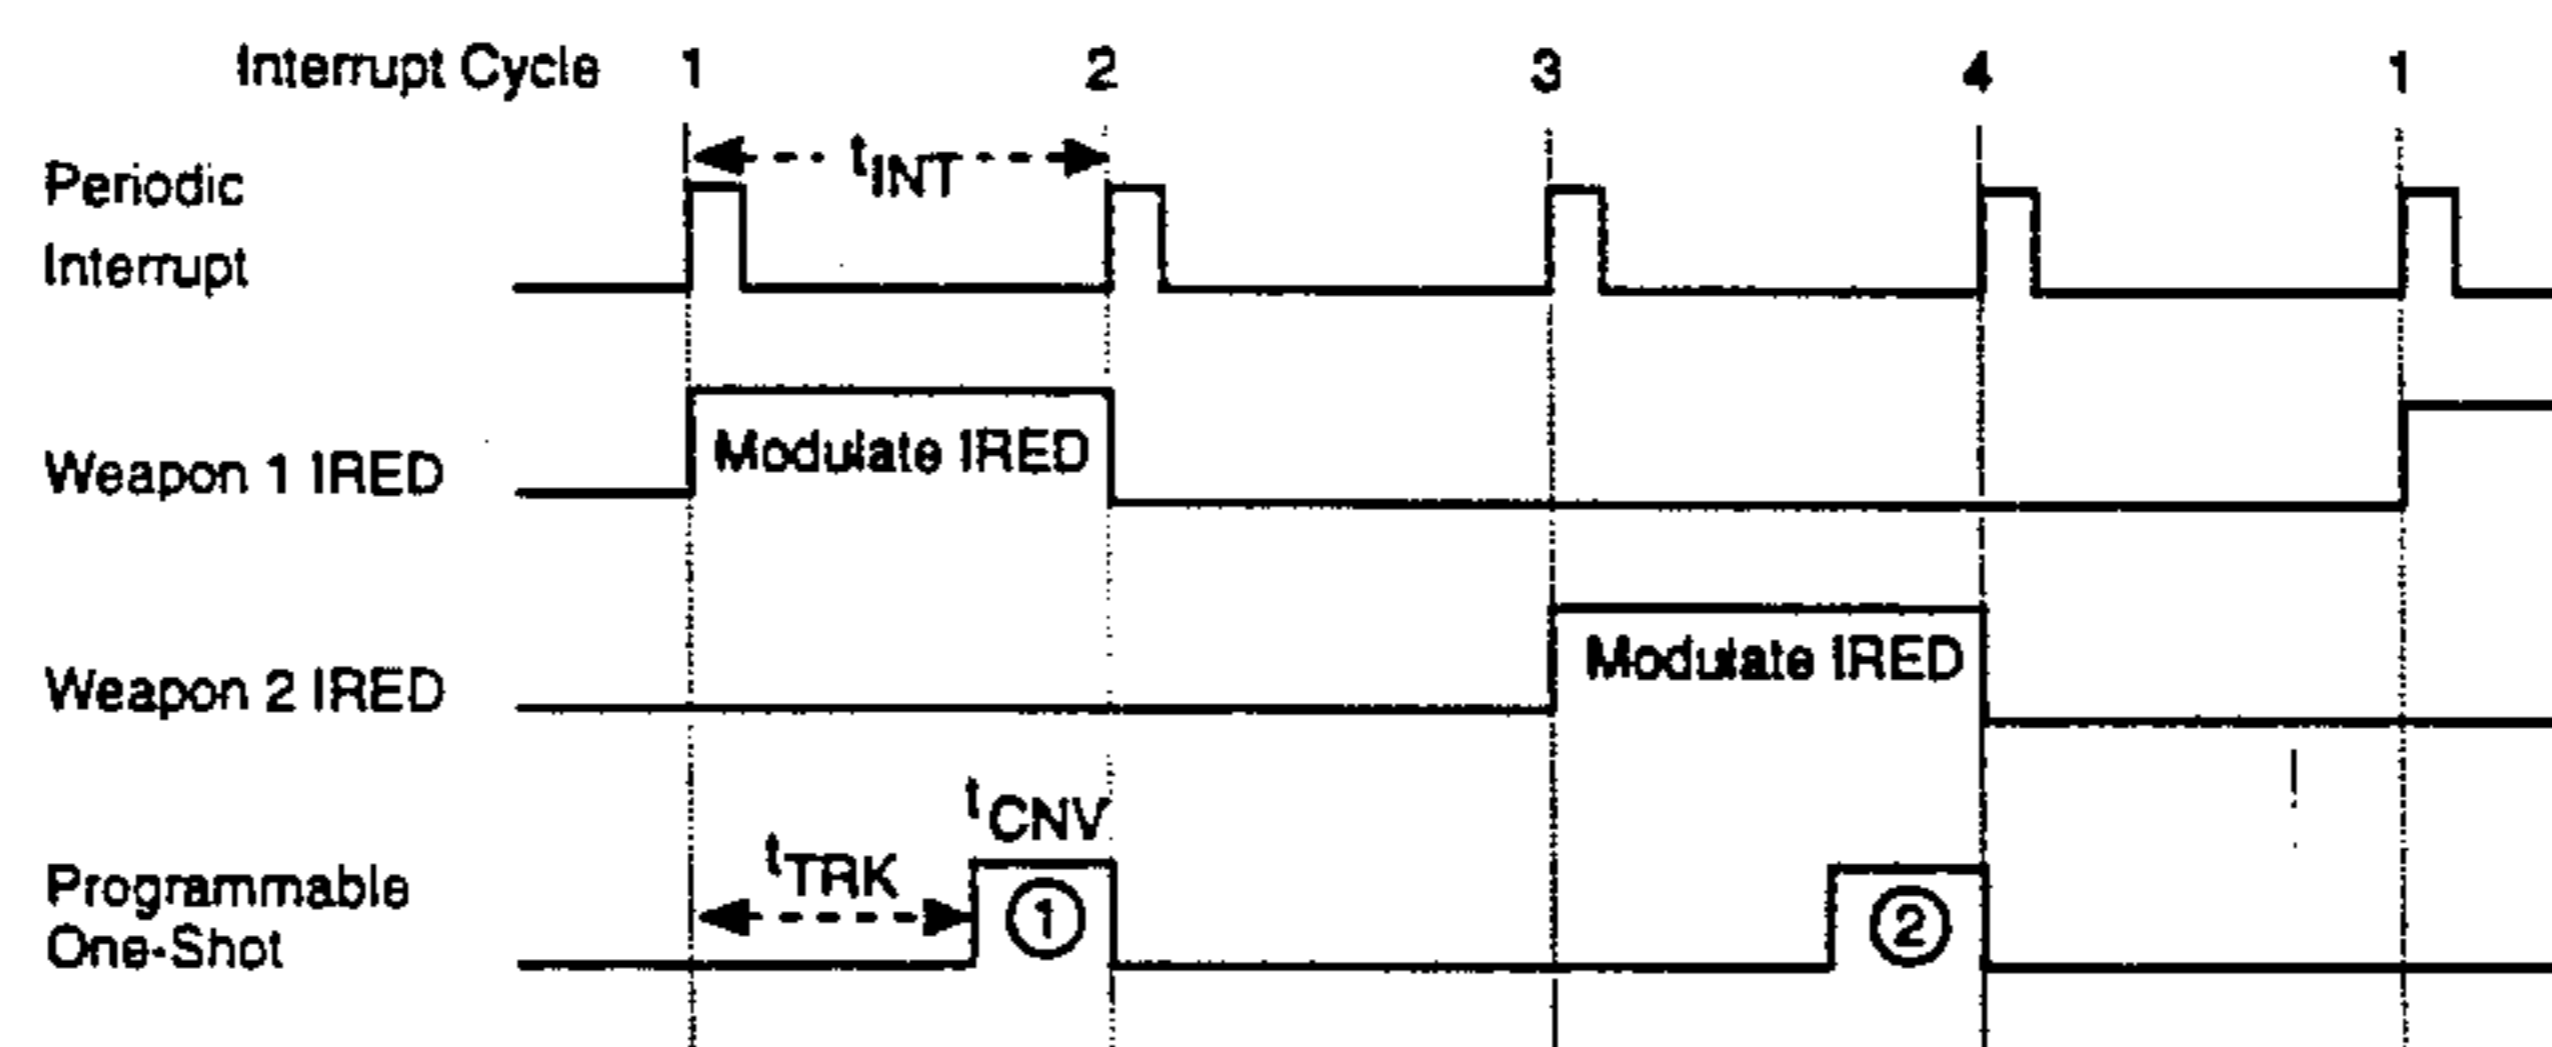 Interrupt Cycle 1 2 3 4 1
tINT
Periodic
Interrupt
Modulate IRED
Weapon 1 IRED
Modulate IRED
Weapon 2 IRED
tCNV
tTRK
Programmable
One-Shot
1 2